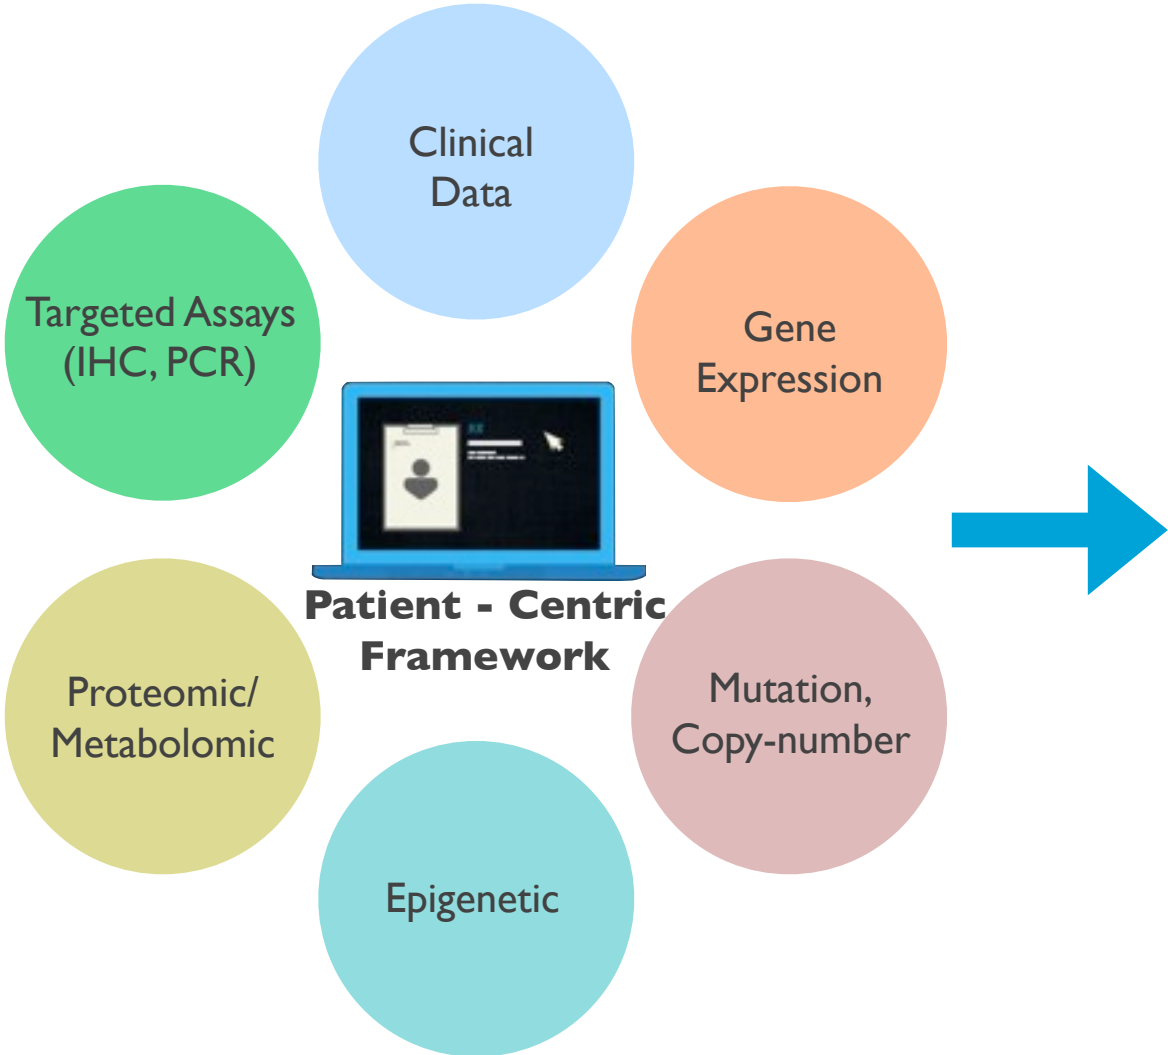 Clinical
Data
Targeted Assays
(IHC, PCR)
Gene
Expression
Patient - Centric
Framework
Proteomic/
Metabolomic
Mutation,
Copy-number
Epigenetic